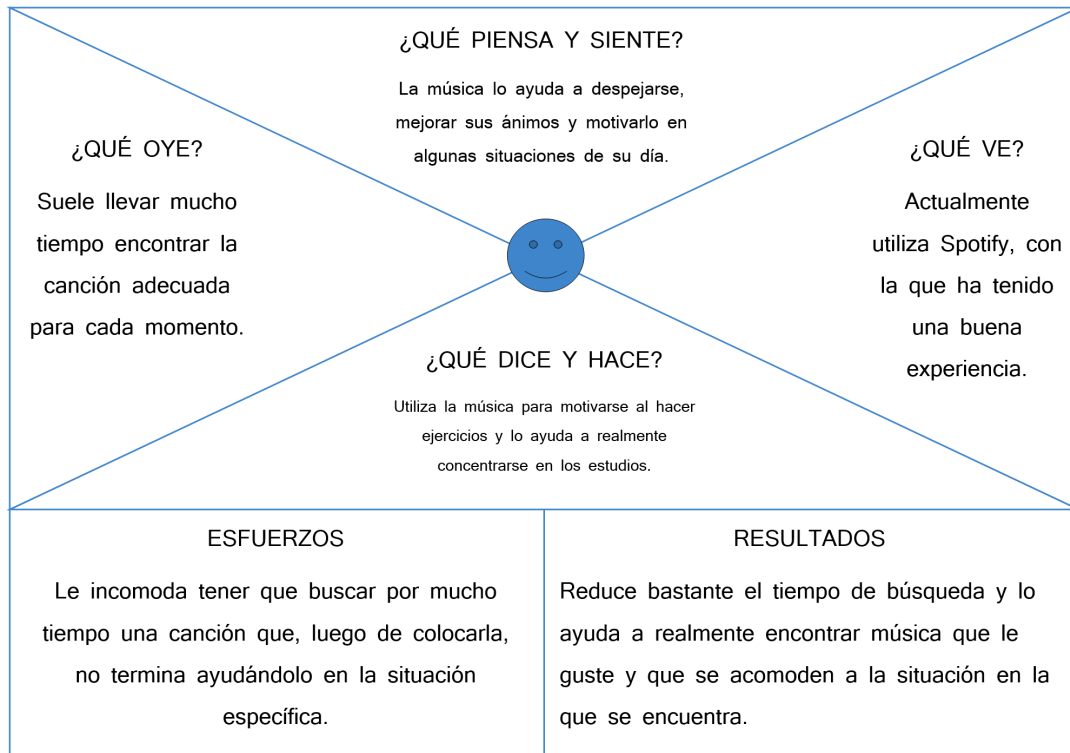 ¿QUÉ PIENSA Y SIENTE?
La música lo ayuda a despejarse,
mejorar sus ánimos y motivarlo en
algunas situaciones de su día.
¿QUÉ OYE?
Suele llevar mucho
tiempo encontrar la
canción adecuada
para cada momento.
¿QUÉ VE?
Actualmente
utiliza Spotify, con
la que ha tenido
una buena
experiencia.
¿QUÉ DICE Y HACE?
Utiliza la música para motivarse al hacer
ejercicios y lo ayuda a realmente
concentrarse en los estudios.
ESFUERZOS
Le incomoda tener que buscar por mucho
tiempo una canción que, luego de colocarla,
no termina ayudándolo en la situación
específica.
RESULTADOS
Reduce bastante el tiempo de búsqueda y lo
ayuda a realmente encontrar música que le
guste y que se acomoden a la situación en la
que se encuentra.